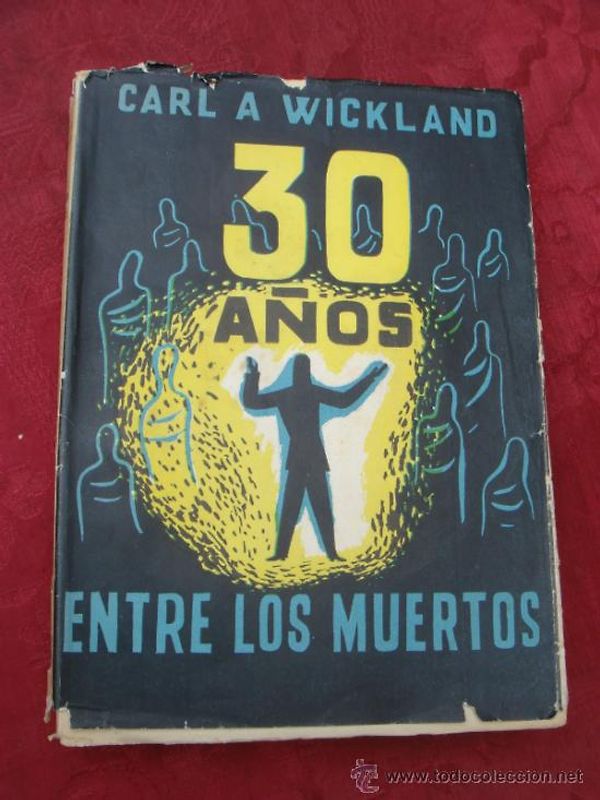 CARL A WICKLAND
30
AÑOS
ENTRE LOS MUERTOS
www.todocoleccion.net